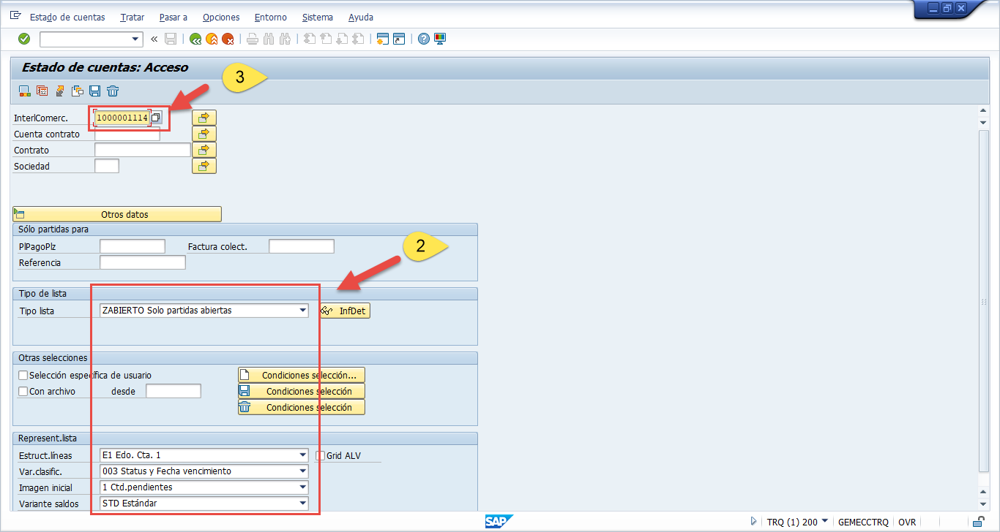 Estado de cuentas Tratar Pasar a Opciones Entorno Sistema Ayuda
Estado de cuentas: Acceso
3
InterlComerc. 1000001114
Cuenta contrato
Contrato
Sociedad
Otros datos
Sólo partidas para
PlPagoPlz Factura colect.
Referencia
2
Tipo de lista
Tipo lista ZABIERTO Solo partidas abiertas InfDet
Otras selecciones
Selección específica de usuario Condiciones selección...
Con archivo desde Condiciones selección
Condiciones selección
Represent.lista
Estruct.líneas E1 Edo. Cta. 1 Grid ALV
Var.clasific. 003 Status y Fecha vencimiento
Imagen inicial 1 Ctd.pendientes
Variante saldos STD Estándar
SAP TRQ (1) 200 GEMECCTRQ OVR